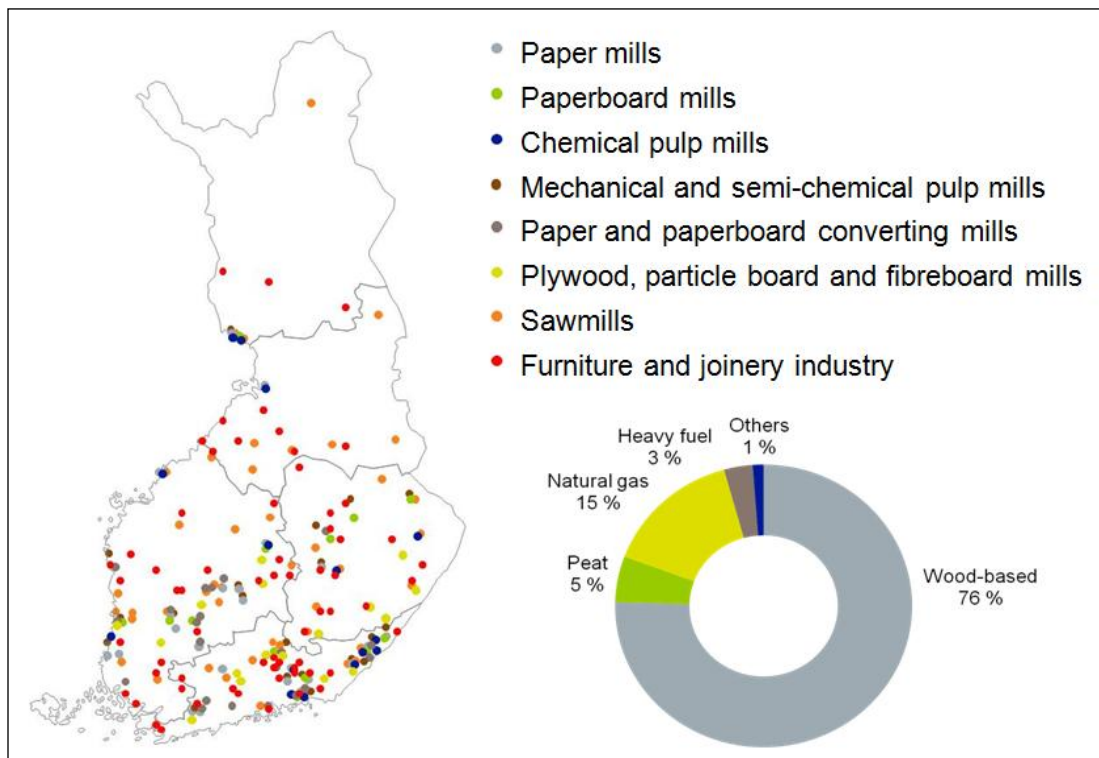 Paper mills
Paperboard mills
Chemical pulp mills
Mechanical and semi-chemical pulp mills
Paper and paperboard converting mills
Plywood, particle board and fibreboard mills
Sawmills
Furniture and joinery industry
Others
1 %
Heavy fuel
3 %
Natural gas
15 %
Peat
5 %
Wood-based
76 %